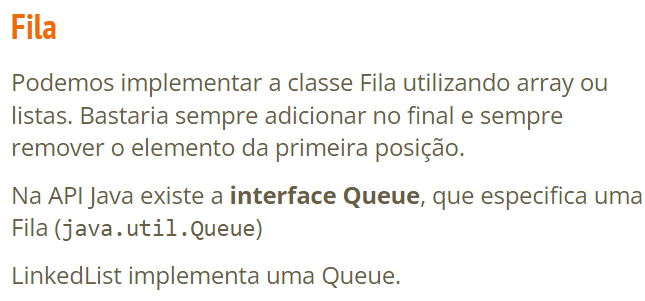 Fila
Podemos implementar a classe Fila utilizando array ou
listas. Bastaria sempre adicionar no final e sempre
remover o elemento da primeira posição.
Na API Java existe a interface Queue, que especifica uma
Fila (java.util.Queue)
LinkedList implementa uma Queue.